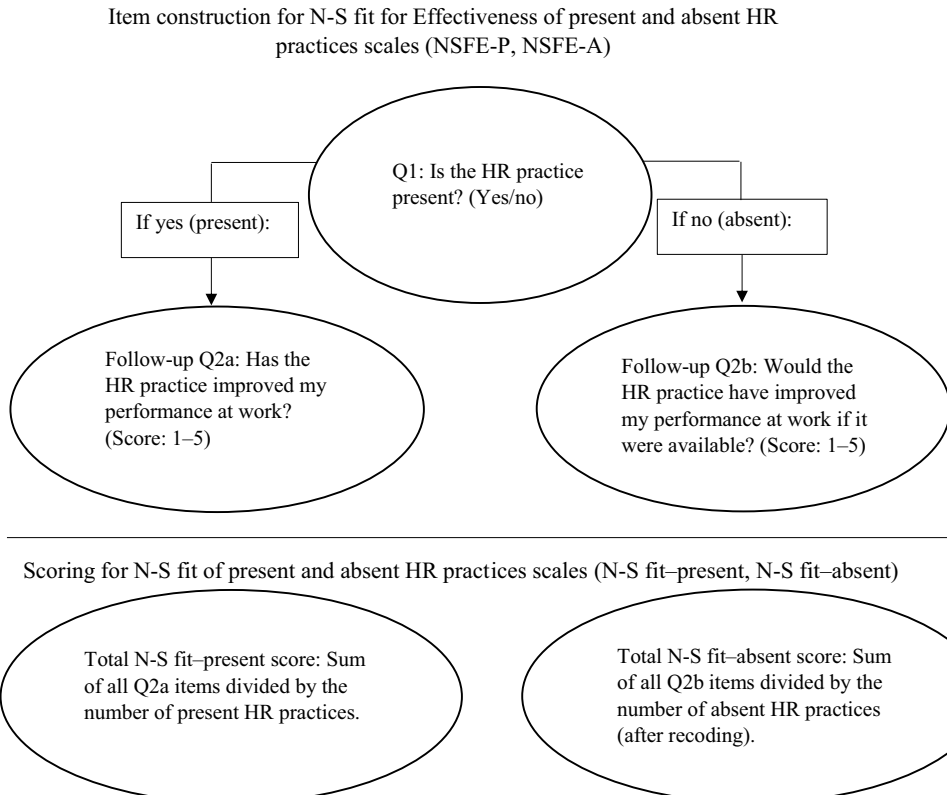 Item construction for N-S fit for Effectiveness of present and absent HR
practices scales (NSFE-P, NSFE-A)
Q1: Is the HR practice
present? (Yes/no)
If yes (present):
If no (absent):
Follow-up Q2a: Has the
HR practice improved my
performance at work?
(Score: 1–5)
Follow-up Q2b: Would the
HR practice have improved
my performance at work if it
were available? (Score: 1–5)
Scoring for N-S fit of present and absent HR practices scales (N-S fit–present, N-S fit–absent)
Total N-S fit–present score: Sum
of all Q2a items divided by the
number of present HR practices.
Total N-S fit–absent score: Sum
of all Q2b items divided by the
number of absent HR practices
(after recoding).